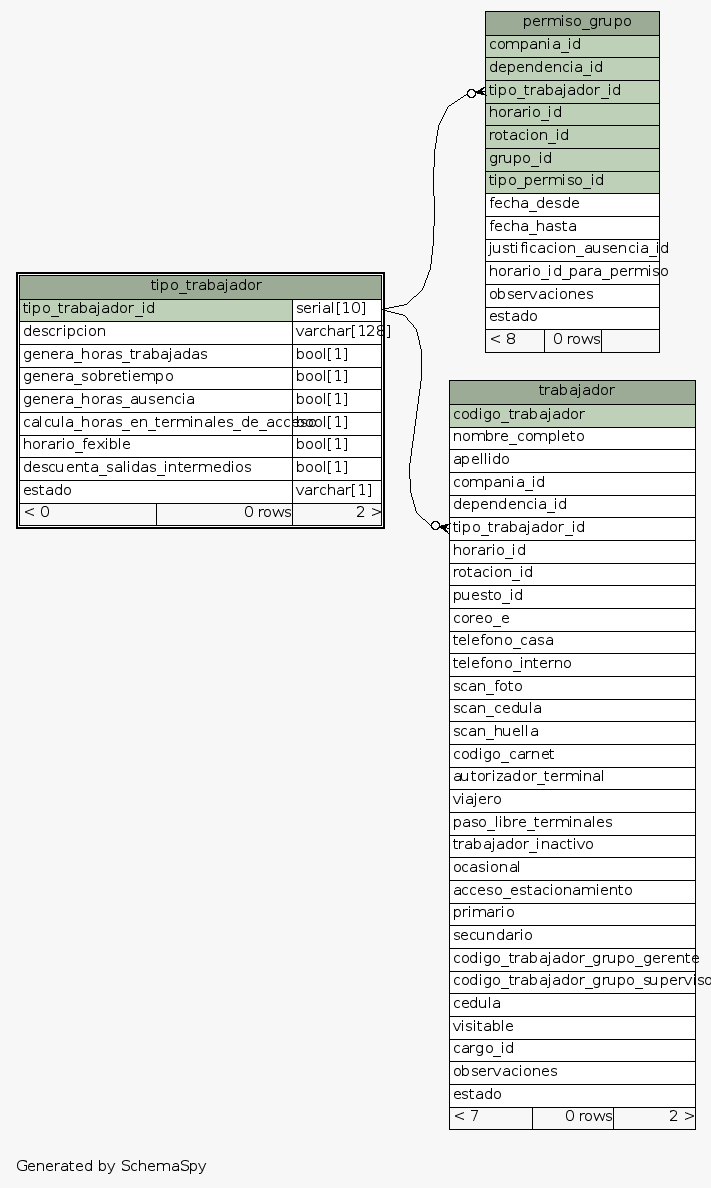 permiso_grupo
compania_id
dependencia_id
tipo_trabajador_id
horario_id
rotacion_id
grupo_id
tipo_permiso_id
fecha_desde
fecha_hasta
justificacion_ausencia_id
horario_id_para_permiso
observaciones
estado
< 8 0 rows
tipo_trabajador
tipo_trabajador_id serial[10]
descripcion varchar[128]
genera_horas_trabajadas bool[1]
genera_sobretiempo bool[1]
genera_horas_ausencia bool[1]
calcula_horas_en_terminales_de_acceso bool[1]
horario_fexible bool[1]
descuenta_salidas_intermedios bool[1]
estado varchar[1]
< 0 0 rows 2 >
trabajador
codigo_trabajador
nombre_completo
apellido
compania_id
dependencia_id
tipo_trabajador_id
horario_id
rotacion_id
puesto_id
coreo_e
telefono_casa
telefono_interno
scan_foto
scan_cedula
scan_huella
codigo_carnet
autorizador_terminal
viajero
paso_libre_terminales
trabajador_inactivo
ocasional
acceso_estacionamiento
primario
secundario
codigo_trabajador_grupo_gerente
codigo_trabajador_grupo_superviso
cedula
visitable
cargo_id
observaciones
estado
< 7 0 rows 2 >
Generated by SchemaSpy